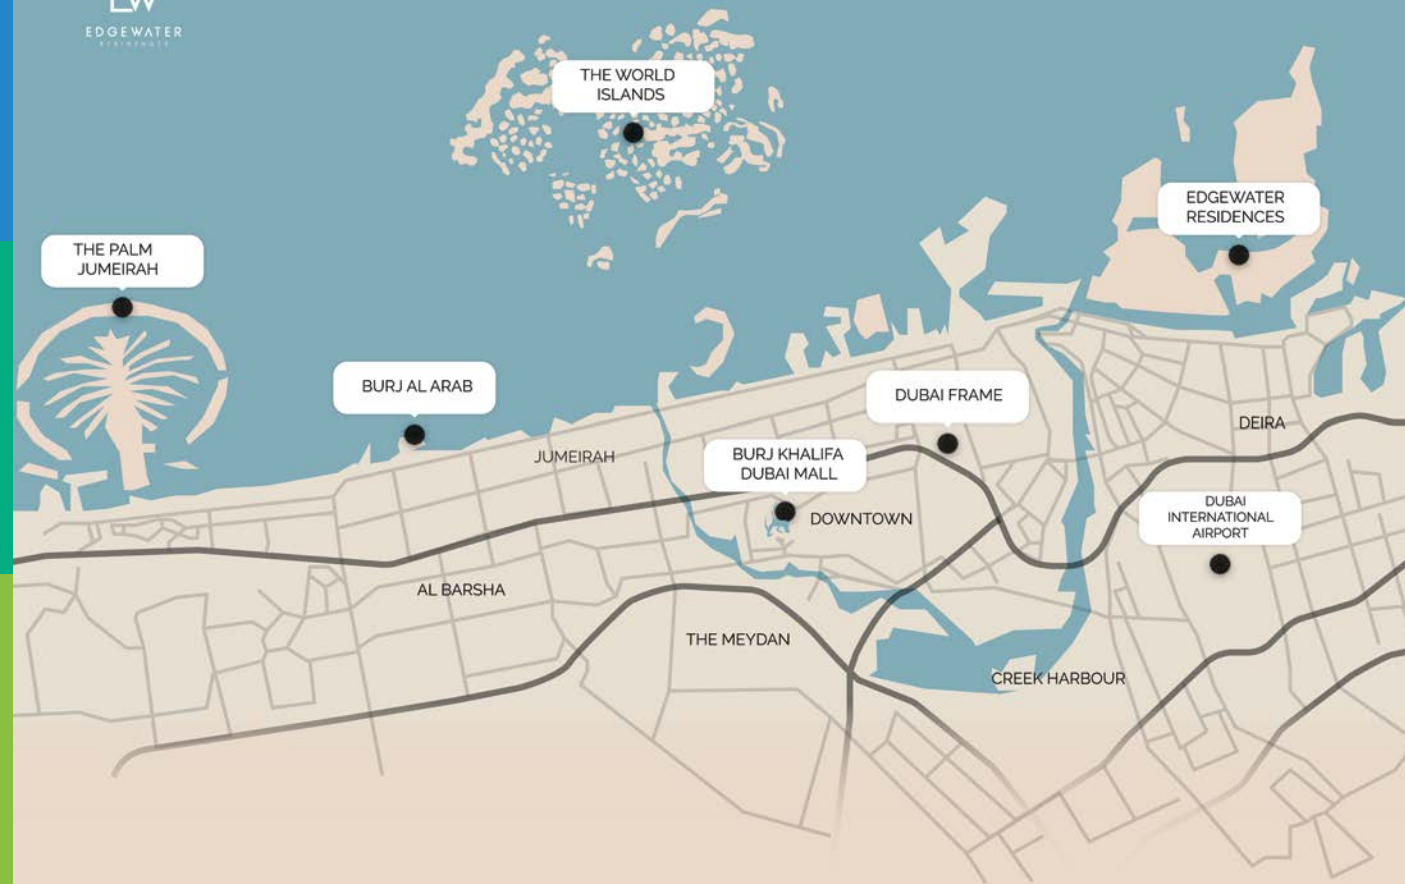 EDGEWATER
RESIDENCES
THE WORLD
ISLANDS
EDGEWATER
RESIDENCES
THE PALM
JUMEIRAH
BURJ AL ARAB
DUBAI FRAME
DEIRA
JUMEIRAH
BURJ KHALIFA
DUBAI MALL
DOWNTOWN
DUBAI
INTERNATIONAL
AIRPORT
AL BARSHA
THE MEYDAN
CREEK HARBOUR